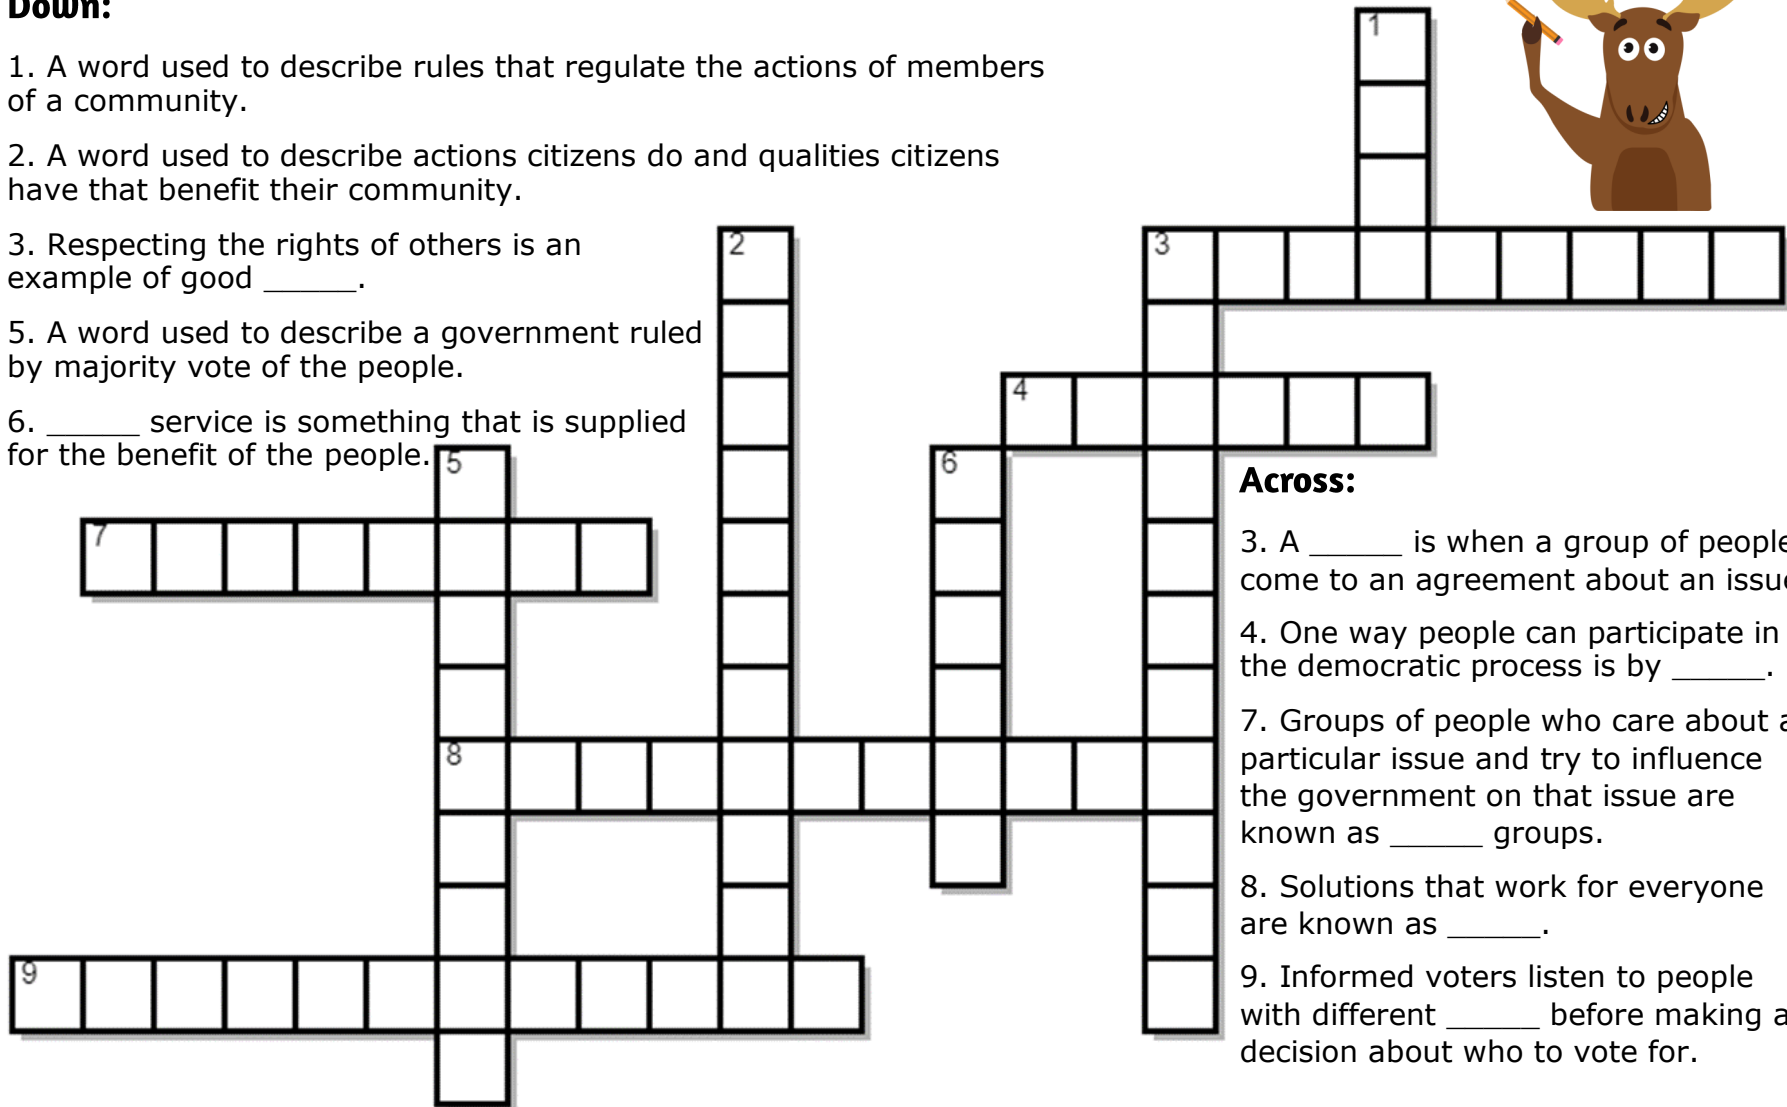 Down:
1. A word used to describe rules that regulate the actions of members
of a community.
2. A word used to describe actions citizens do and qualities citizens
have that benefit their community.
3. Respecting the rights of others is an
example of good _____.
5. A word used to describe a government ruled
by majority vote of the people.
6. _____ service is something that is supplied
for the benefit of the people.
1
2
3
4
5
6
7
8
9
Across:
3. A _____ is when a group of people
come to an agreement about an issue
4. One way people can participate in
the democratic process is by _____.
7. Groups of people who care about a
particular issue and try to influence
the government on that issue are
known as _____ groups.
8. Solutions that work for everyone
are known as _____.
9. Informed voters listen to people
with different _____ before making a
decision about who to vote for.